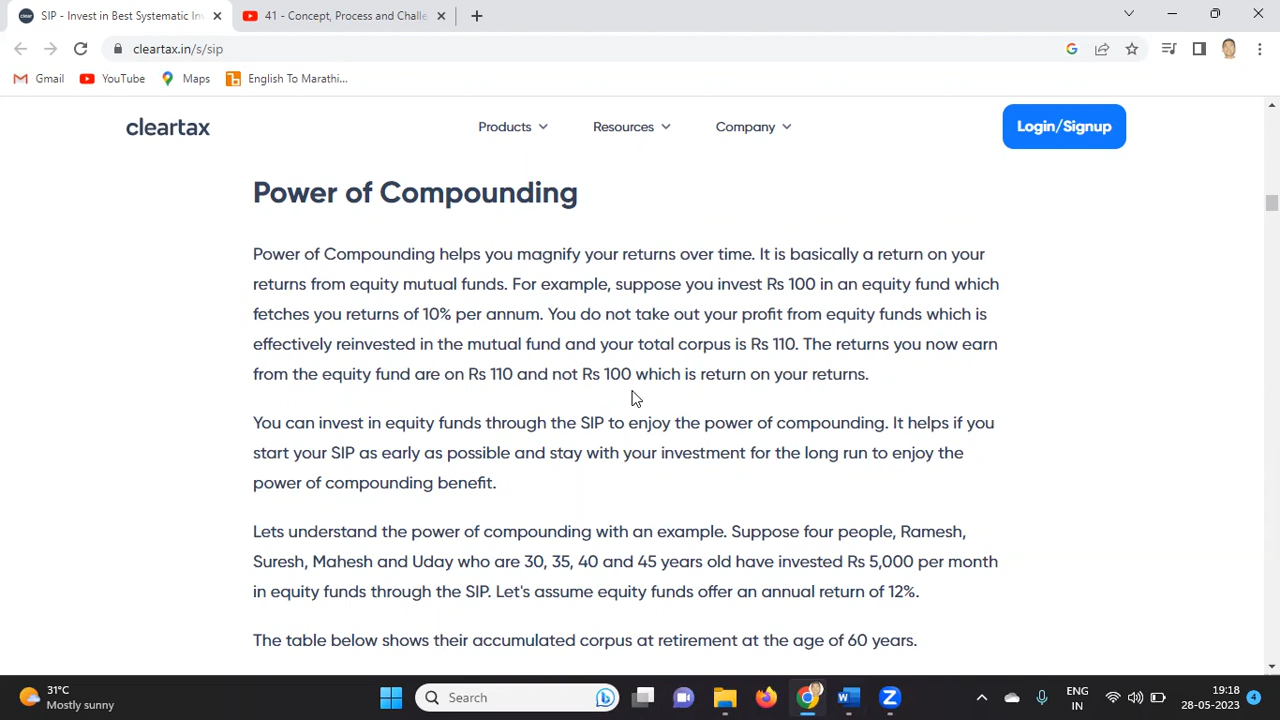 SIP - Invest in Best Systematic Inv
41 - Concept, Process and Challe
cleartax.in/s/sip
Gmail YouTube Maps English To Marathi...
cleartax Products Resources Company Login/Signup
Power of Compounding
Power of Compounding helps you magnify your returns over time. It is basically a return on your
returns from equity mutual funds. For example, suppose you invest Rs 100 in an equity fund which
fetches you returns of 10% per annum. You do not take out your profit from equity funds which is
effectively reinvested in the mutual fund and your total corpus is Rs 110. The returns you now earn
from the equity fund are on Rs 110 and not Rs 100 which is return on your returns.
You can invest in equity funds through the SIP to enjoy the power of compounding. It helps if you
start your SIP as early as possible and stay with your investment for the long run to enjoy the
power of compounding benefit.
Lets understand the power of compounding with an example. Suppose four people, Ramesh,
Suresh, Mahesh and Uday who are 30, 35, 40 and 45 years old have invested Rs 5,000 per month
in equity funds through the SIP. Let's assume equity funds offer an annual return of 12%.
The table below shows their accumulated corpus at retirement at the age of 60 years.
31°C
Mostly sunny
Search
ENG
IN
19:18
28-05-2023
4